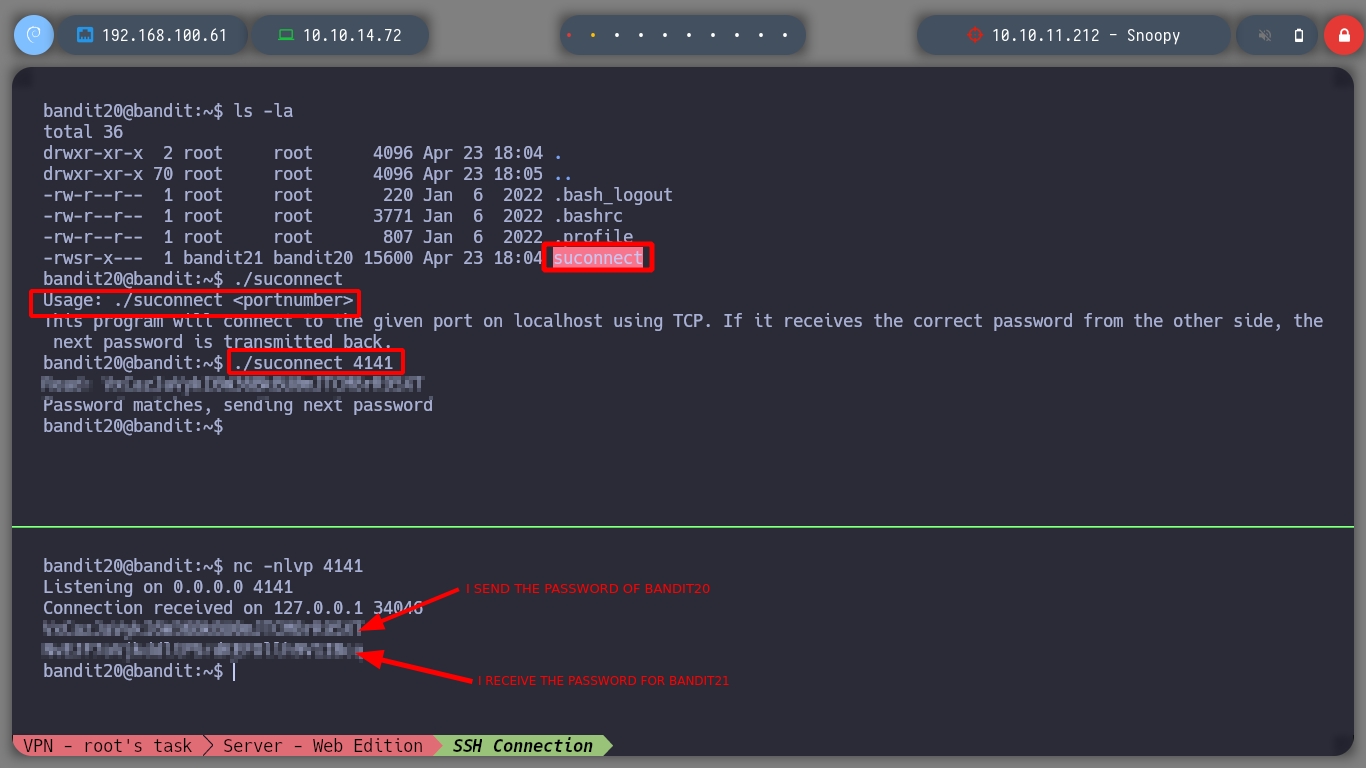 192.168.100.61
10.10.14.72
10.10.11.212 - Snoopy
bandit20@bandit:~$ ls -la
total 36
drwxr-xr-x  2 root     root      4096 Apr 23 18:04 .
drwxr-xr-x 70 root     root      4096 Apr 23 18:05 ..
-rw-r--r--  1 root     root       220 Jan  6  2022 .bash_logout
-rw-r--r--  1 root     root      3771 Jan  6  2022 .bashrc
-rw-r--r--  1 root     root       807 Jan  6  2022 .profile
-rwsr-x---  1 bandit21 bandit20 15600 Apr 23 18:04 suconnect
bandit20@bandit:~$ ./suconnect
Usage: ./suconnect <portnumber>
This program will connect to the given port on localhost using TCP. If it receives the correct password from the other side, the
next password is transmitted back.
bandit20@bandit:~$ ./suconnect 4141
Password matches, sending next password
bandit20@bandit:~$
bandit20@bandit:~$ nc -nlvp 4141
Listening on 0.0.0.0 4141
I SEND THE PASSWORD OF BANDIT20
Connection received on 127.0.0.1 34046
bandit20@bandit:~$
I RECEIVE THE PASSWORD FOR BANDIT21
VPN - root's task
Server - Web Edition
SSH Connection